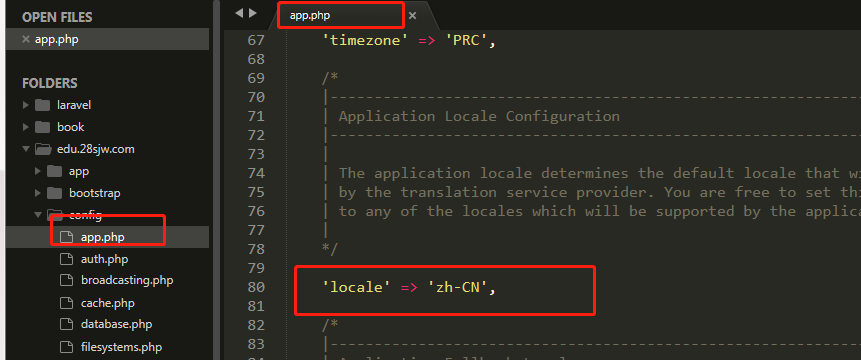 OPEN FILES
× app.php
FOLDERS
laravel
book
edu.28sjw.com
app
bootstrap
config
app.php
auth.php
broadcasting.php
cache.php
database.php
filesystems.php
app.php ×
67 'timezone' => 'PRC',
68
69 /*
70 |---------------------------------------------------------
71 | Application Locale Configuration
72 |---------------------------------------------------------
73 |
74 | The application locale determines the default locale that wi
75 | by the translation service provider. You are free to set thi
76 | to any of the locales which will be supported by the applica
77 |
78 */
79
80 'locale' => 'zh-CN',
81
82 /*
83 |---------------------------------------------------------